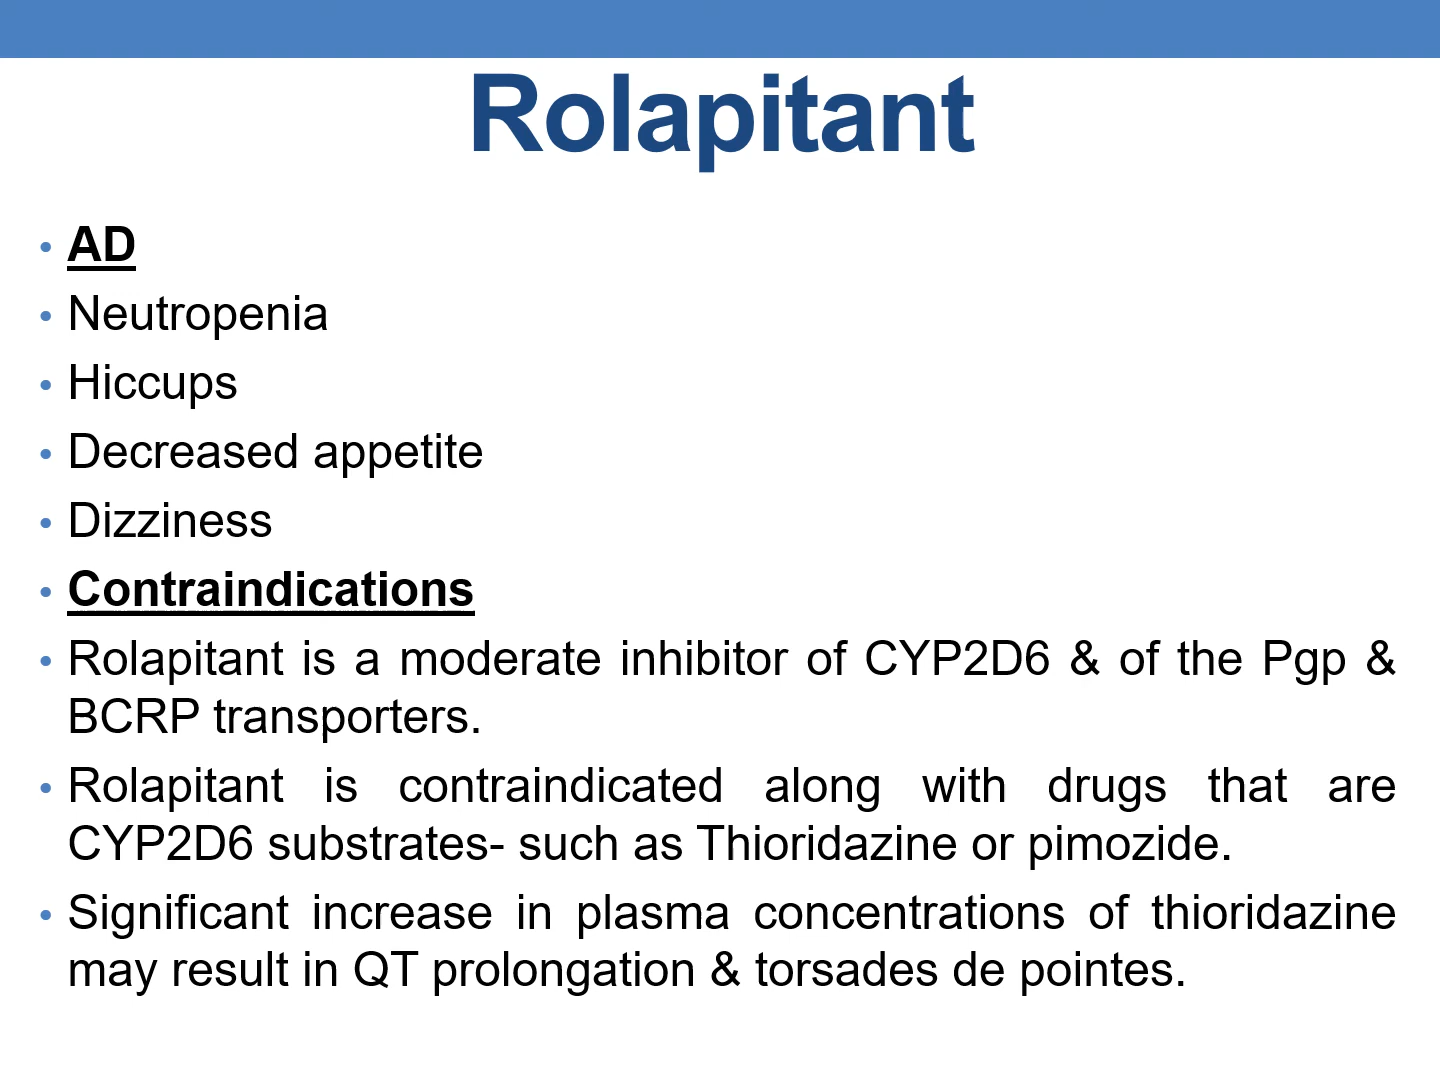 Rolapitant
• AD
• Neutropenia
• Hiccups
• Decreased appetite
• Dizziness
• Contraindications
• Rolapitant is a moderate inhibitor of CYP2D6 & of the Pgp &
BCRP transporters.
• Rolapitant is contraindicated along with drugs that are
CYP2D6 substrates- such as Thioridazine or pimozide.
• Significant increase in plasma concentrations of thioridazine
may result in QT prolongation & torsades de pointes.